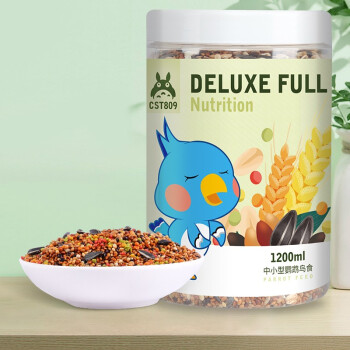 CST809
DELUXE FULL
Nutrition
1200ml
中小型鹦鹉鸟食
PARROT FOOD